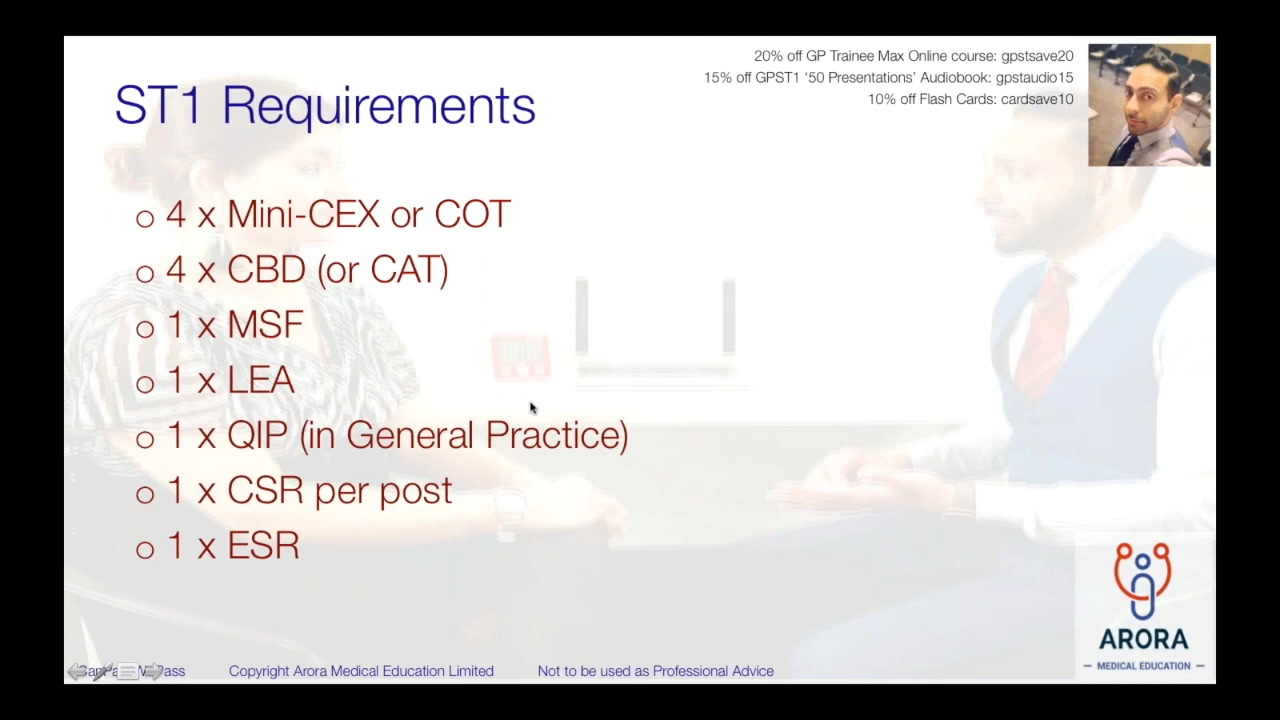 20% off GP Trainee Max Online course: gpstsave20
15% off GPST1 '50 Presentations' Audiobook: gpstaudio15
10% off Flash Cards: cardsave10
ST1 Requirements
o 4 x Mini-CEX or COT
o 4 x CBD (or CAT)
o 1 x MSF
o 1 x LEA
o 1 x QIP (in General Practice)
o 1 x CSR per post
o 1 x ESR
ARORA
MEDICAL EDUCATION
Copyright Arora Medical Education Limited
Not to be used as Professional Advice